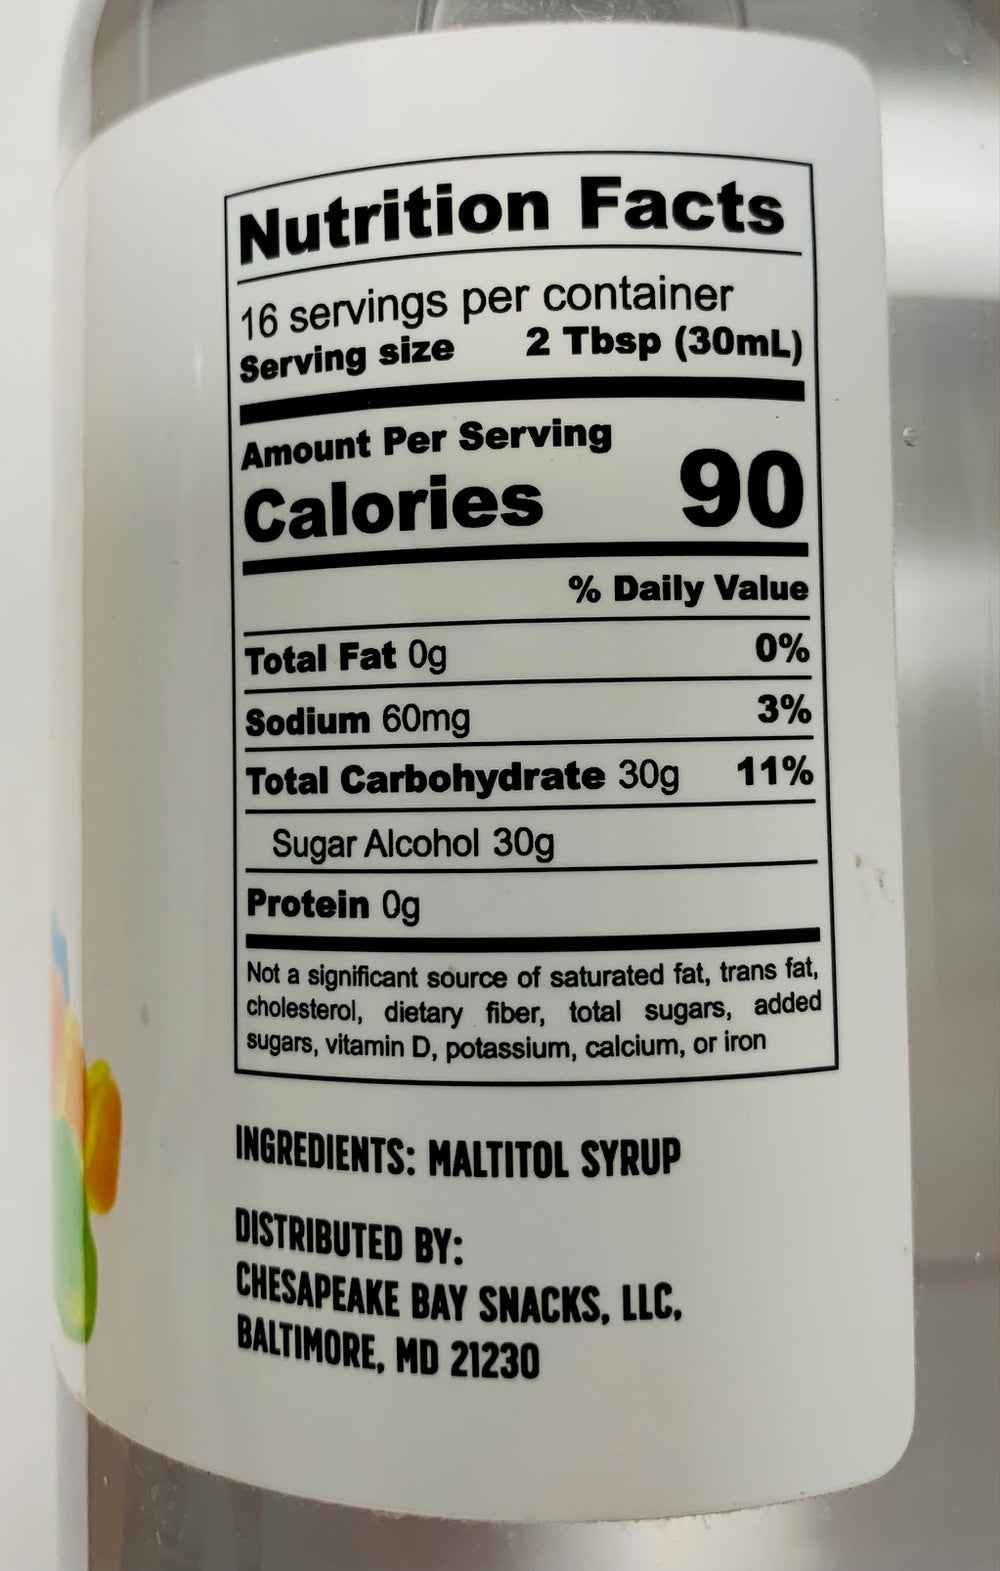 Nutrition Facts
16 servings per container
Serving size 2 Tbsp (30mL)
Amount Per Serving
Calories 90
% Daily Value
Total Fat 0g 0%
Sodium 60mg 3%
Total Carbohydrate 30g 11%
Sugar Alcohol 30g
Protein 0g
Not a significant source of saturated fat, trans fat,
cholesterol, dietary fiber, total sugars, added
sugars, vitamin D, potassium, calcium, or iron
INGREDIENTS: MALTITOL SYRUP
DISTRIBUTED BY:
CHESAPEAKE BAY SNACKS, LLC,
BALTIMORE, MD 21230